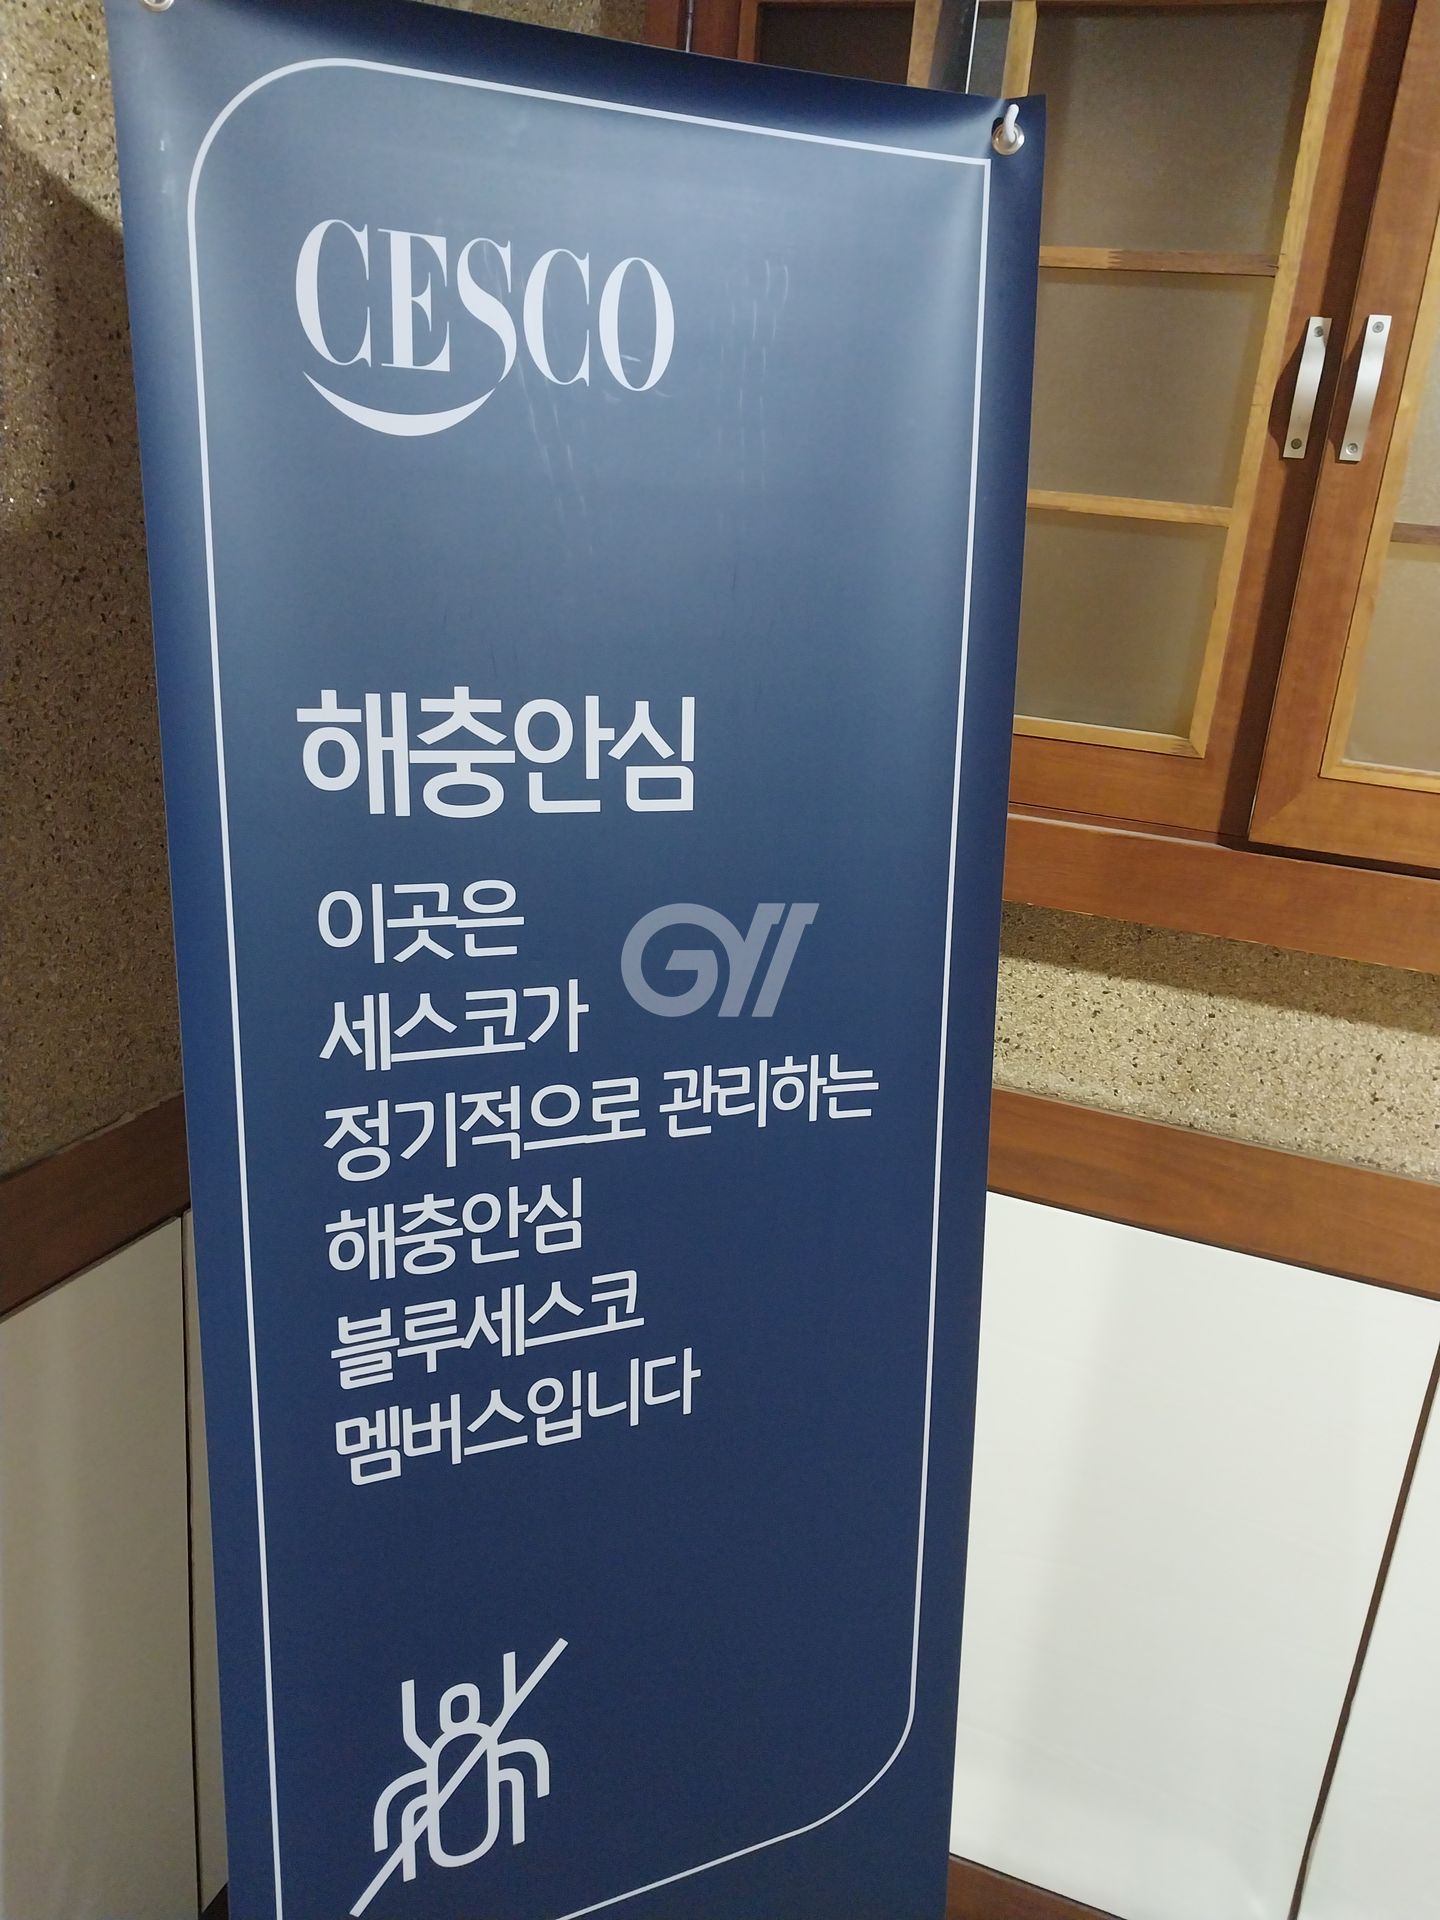 CESCO
해충안심
이곳은
세스코가
정기적으로 관리하는
해충안심
블루세스코
멤버스입니다